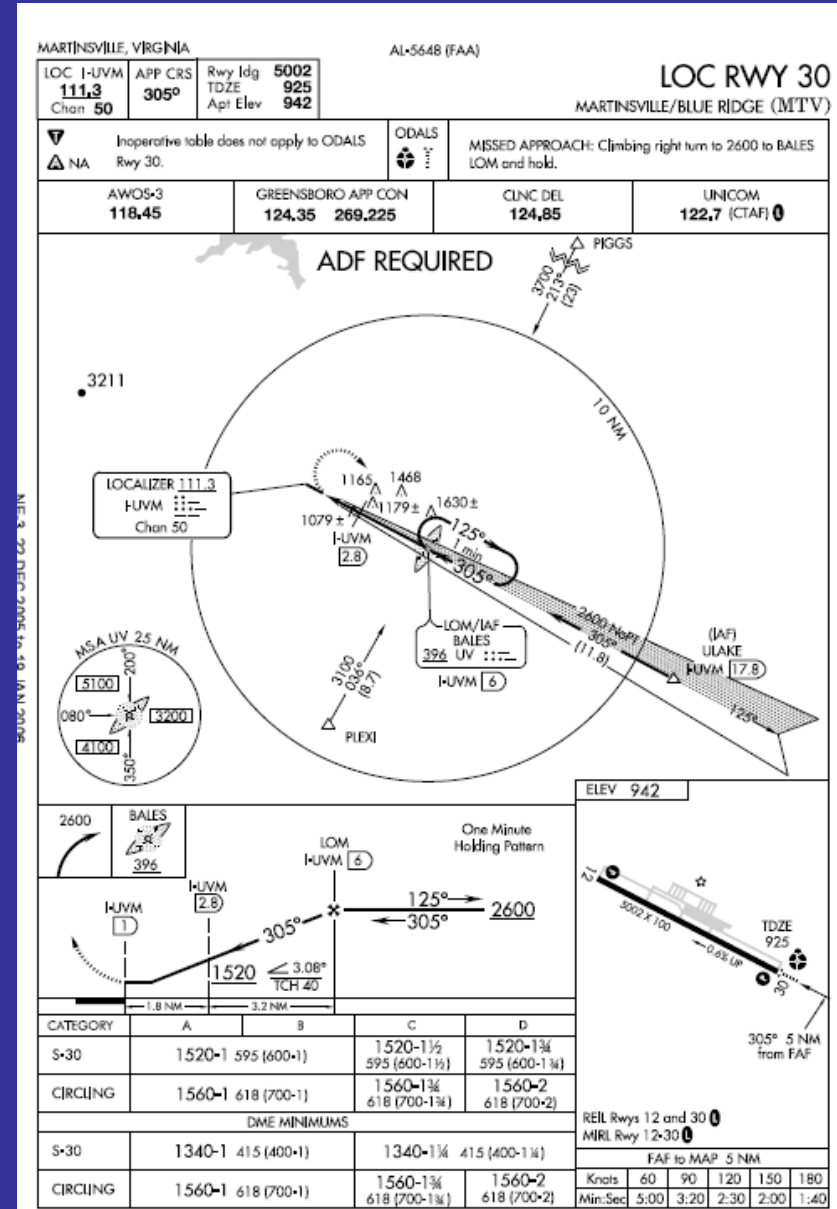 MARTINSVILLE, VIRGINIA
AL-5648 (FAA)
LOC I-UVM
111.3
Chan 50
APP CRS
305°
Rwy ldg 5002
TDZE 925
Apt Elev 942
LOC RWY 30
MARTINSVILLE/BLUE RIDGE (MTV)
T
A NA
Inoperative table does not apply to ODALS
Rwy 30.
ODALS
MISSED APPROACH: Climbing right turn to 2600 to BALES
LOM and hold.
AWOS-3
118.45
GREENSBORO APP CON
124.35 269.225
CLNC DEL
124.85
UNICOM
122.7 (CTAF) L
ADF REQUIRED
PIGGS
3700
213°
(23)
3211
10 NM
LOCALIZER 111.3
I-UVM
Chan 50
1165
1468
1179±
1630±
1079±
I-UVM
2.8
125°
1 min
305°
LOM/IAF
BALES
396 UV
I-UVM 6
2600 NoPT
305°
(11.8)
(IAF)
ULAKE
I-UVM 17.8
125°
3100
036°
(8.7)
PLEXI
MSA UV 25 NM
5100
200°
080°
3200
4100
350°
NE-3, 22 DEC 2005 to 19 JAN 2006
2600
BALES
396
LOM
I-UVM 6
One Minute
Holding Pattern
I-UVM
2.8
I-UVM
1
125°
305°
2600
305°
1520
3.08°
TCH 40
1.8 NM
3.2 NM
ELEV 942
12
5002 X 100
0.6% UP
TDZE
925
30
305° 5 NM
from FAF
REIL Rwys 12 and 30 L
MIRL Rwy 12-30 L
FAF to MAP 5 NM
Knots 60 90 120 150 180
Min:Sec 5:00 3:20 2:30 2:00 1:40
CATEGORY A B C D
S-30 1520-1 595 (600-1) 1520-1½ 595 (600-1½) 1520-1¾ 595 (600-1¾)
CIRCLING 1560-1 618 (700-1) 1560-1¾ 618 (700-1¾) 1560-2 618 (700-2)
DME MINIMUMS
S-30 1340-1 415 (400-1) 1340-1¼ 415 (400-1¼)
CIRCLING 1560-1 618 (700-1) 1560-1¾ 618 (700-1¾) 1560-2 618 (700-2)